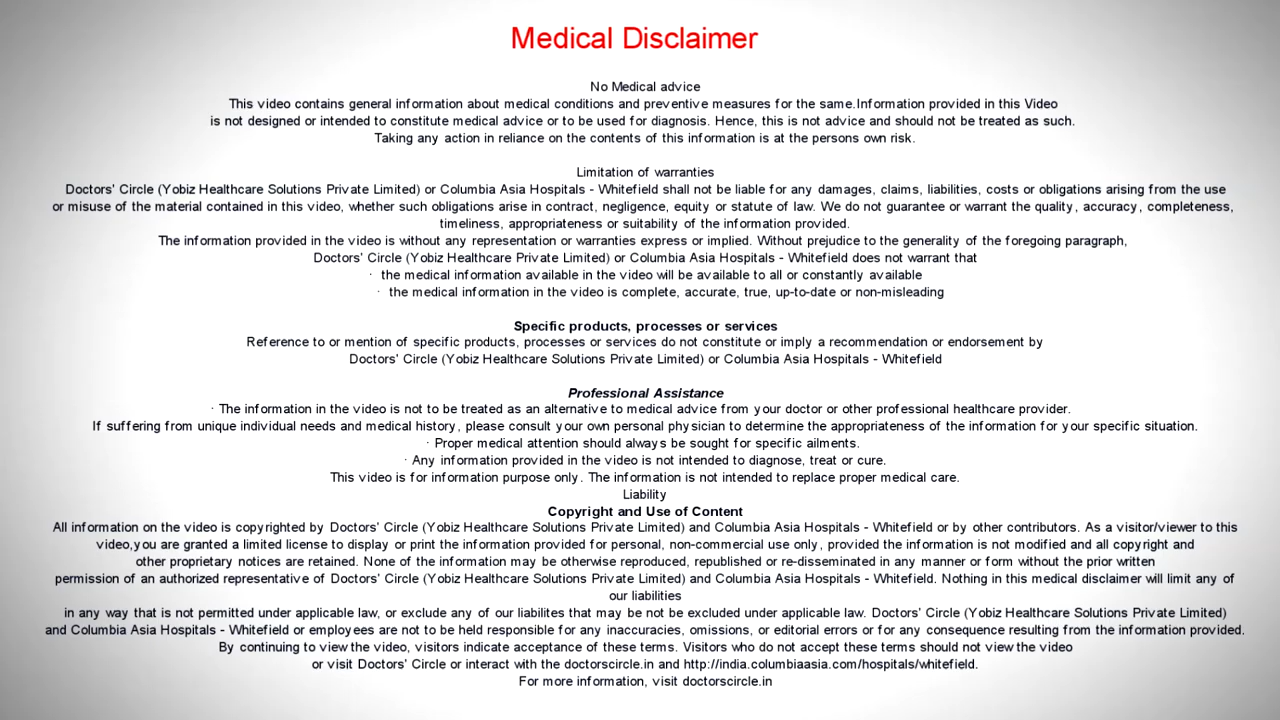 Medical Disclaimer
No Medical advice
This video contains general information about medical conditions and preventive measures for the same.Information provided in this Video
is not designed or intended to constitute medical advice or to be used for diagnosis. Hence, this is not advice and should not be treated as such.
Taking any action in reliance on the contents of this information is at the persons own risk.
Limitation of warranties
Doctors' Circle (Yobiz Healthcare Solutions Private Limited) or Columbia Asia Hospitals - Whitefield shall not be liable for any damages, claims, liabilities, costs or obligations arising from the use
or misuse of the material contained in this video, whether such obligations arise in contract, negligence, equity or statute of law. We do not guarantee or warrant the quality, accuracy, completeness,
timeliness, appropriateness or suitability of the information provided.
The information provided in the video is without any representation or warranties express or implied. Without prejudice to the generality of the foregoing paragraph,
Doctors' Circle (Yobiz Healthcare Private Limited) or Columbia Asia Hospitals - Whitefield does not warrant that
· the medical information available in the video will be available to all or constantly available
· the medical information in the video is complete, accurate, true, up-to-date or non-misleading
Specific products, processes or services
Reference to or mention of specific products, processes or services do not constitute or imply a recommendation or endorsement by
Doctors' Circle (Yobiz Healthcare Solutions Private Limited) or Columbia Asia Hospitals - Whitefield
Professional Assistance
· The information in the video is not to be treated as an alternative to medical advice from your doctor or other professional healthcare provider.
If suffering from unique individual needs and medical history, please consult your own personal physician to determine the appropriateness of the information for your specific situation.
· Proper medical attention should always be sought for specific ailments.
· Any information provided in the video is not intended to diagnose, treat or cure.
This video is for information purpose only. The information is not intended to replace proper medical care.
Liability
Copyright and Use of Content
All information on the video is copyrighted by Doctors' Circle (Yobiz Healthcare Solutions Private Limited) and Columbia Asia Hospitals - Whitefield or by other contributors. As a visitor/viewer to this
video,you are granted a limited license to display or print the information provided for personal, non-commercial use only, provided the information is not modified and all copyright and
other proprietary notices are retained. None of the information may be otherwise reproduced, republished or re-disseminated in any manner or form without the prior written
permission of an authorized representative of Doctors' Circle (Yobiz Healthcare Solutions Private Limited) and Columbia Asia Hospitals - Whitefield. Nothing in this medical disclaimer will limit any of
our liabilities
in any way that is not permitted under applicable law, or exclude any of our liabilites that may be not be excluded under applicable law. Doctors' Circle (Yobiz Healthcare Solutions Private Limited)
and Columbia Asia Hospitals - Whitefield or employees are not to be held responsible for any inaccuracies, omissions, or editorial errors or for any consequence resulting from the information provided.
By continuing to view the video, visitors indicate acceptance of these terms. Visitors who do not accept these terms should not view the video
or visit Doctors' Circle or interact with the doctorscircle.in and http://india.columbiaasia.com/hospitals/whitefield.
For more information, visit doctorscircle.in